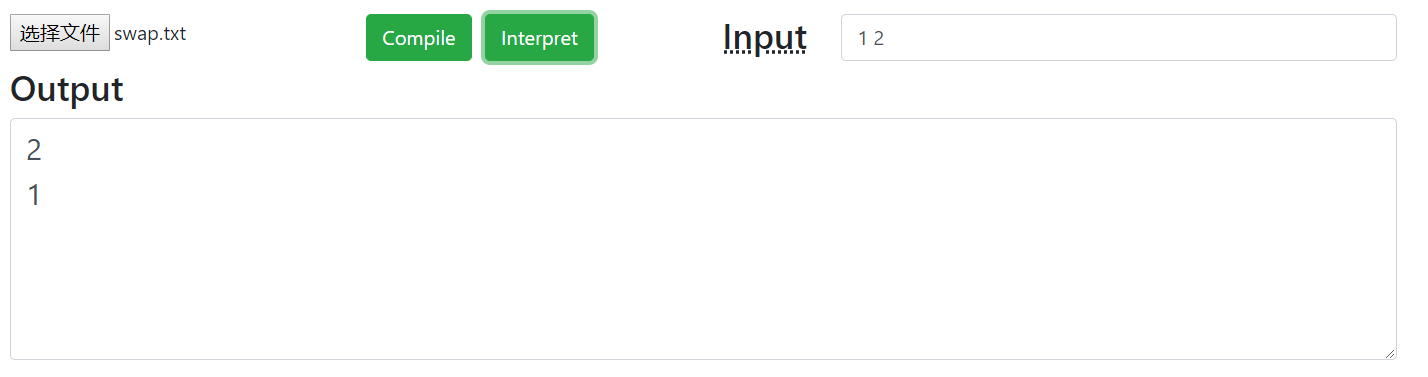 选择文件 swap.txt Compile Interpret Input 1 2
Output
2
1